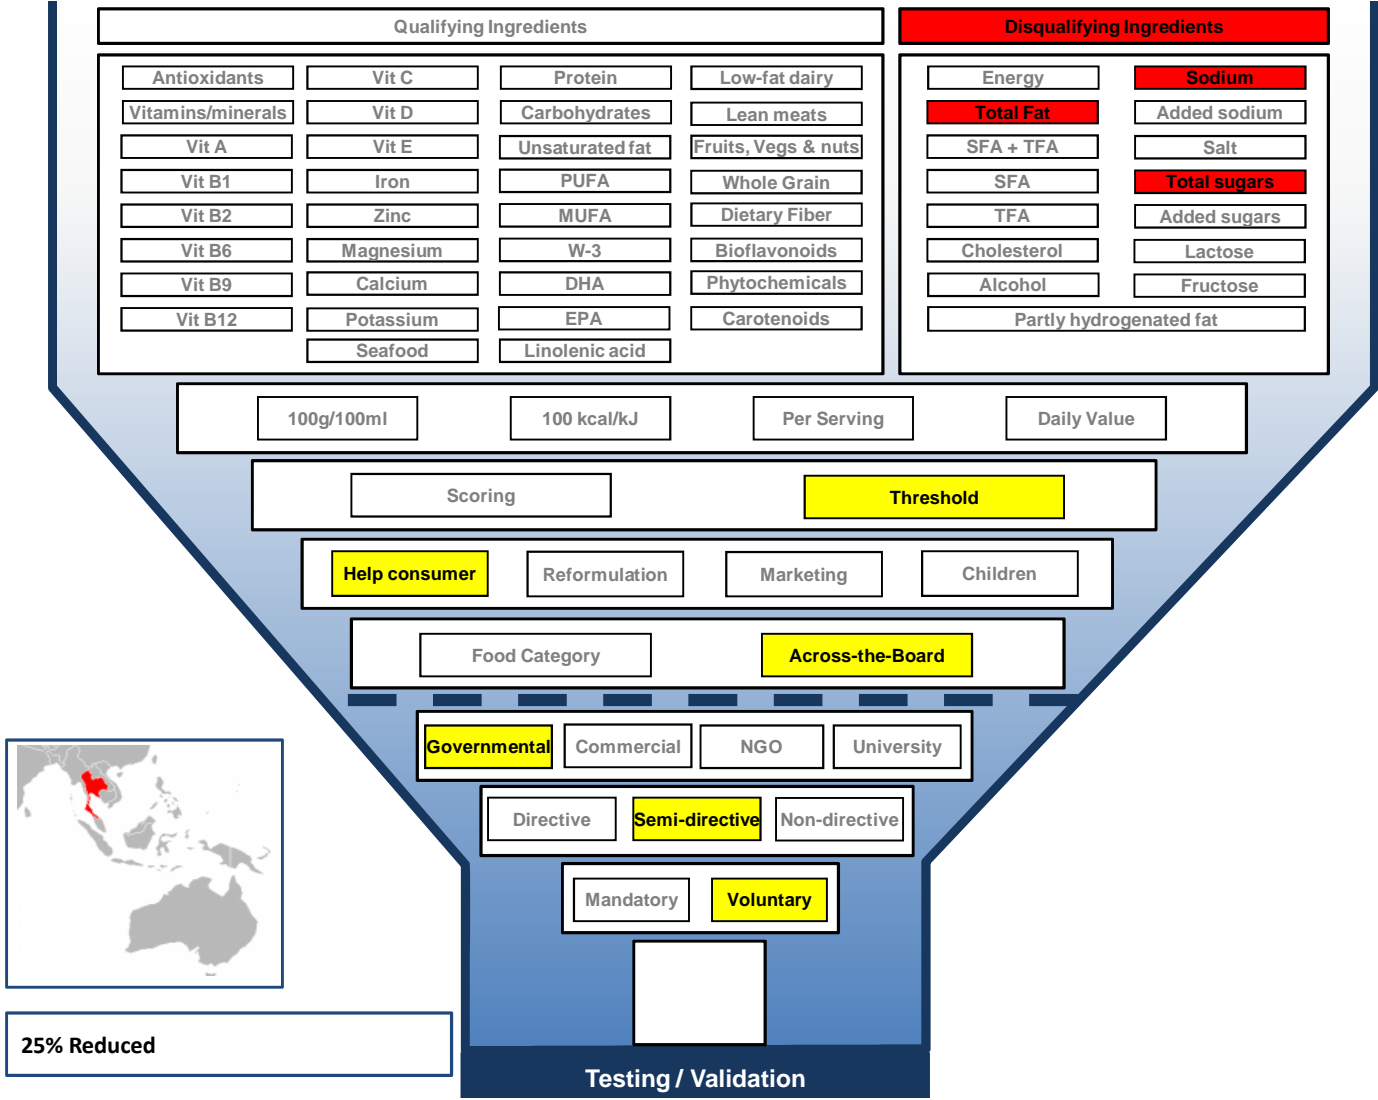 Qualifying Ingredients
Disqualifying Ingredients
Antioxidants
Vit C
Protein
Low-fat dairy
Energy
Sodium
Vitamins/minerals
Vit D
Carbohydrates
Lean meats
Total Fat
Added sodium
Vit A
Vit E
Unsaturated fat
Fruits, Vegs & nuts
SFA + TFA
Salt
Vit B1
Iron
PUFA
Whole Grain
SFA
Total sugars
Vit B2
Zinc
MUFA
Dietary Fiber
TFA
Added sugars
Vit B6
Magnesium
W-3
Bioflavonoids
Cholesterol
Lactose
Vit B9
Calcium
DHA
Phytochemicals
Alcohol
Fructose
Vit B12
Potassium
EPA
Carotenoids
Partly hydrogenated fat
Seafood
Linolenic acid
100g/100ml
100 kcal/kJ
Per Serving
Daily Value
Scoring
Threshold
Help consumer
Reformulation
Marketing
Children
Food Category
Across-the-Board
Governmental
Commercial
NGO
University
Directive
Semi-directive
Non-directive
Mandatory
Voluntary
25% Reduced
Testing / Validation